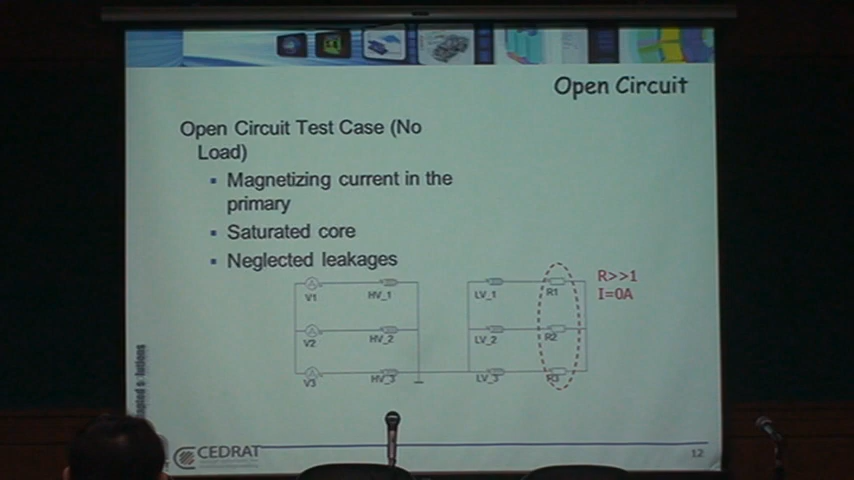 Open Circuit
Open Circuit Test Case (No
Load)
▪ Magnetizing current in the
primary
▪ Saturated core
▪ Neglected leakages
R>>1
I=0A
V1 HV_1 LV_1 R1
V2 HV_2 LV_2 R2
V3 HV_3 LV_3 R3
CEDRAT
12